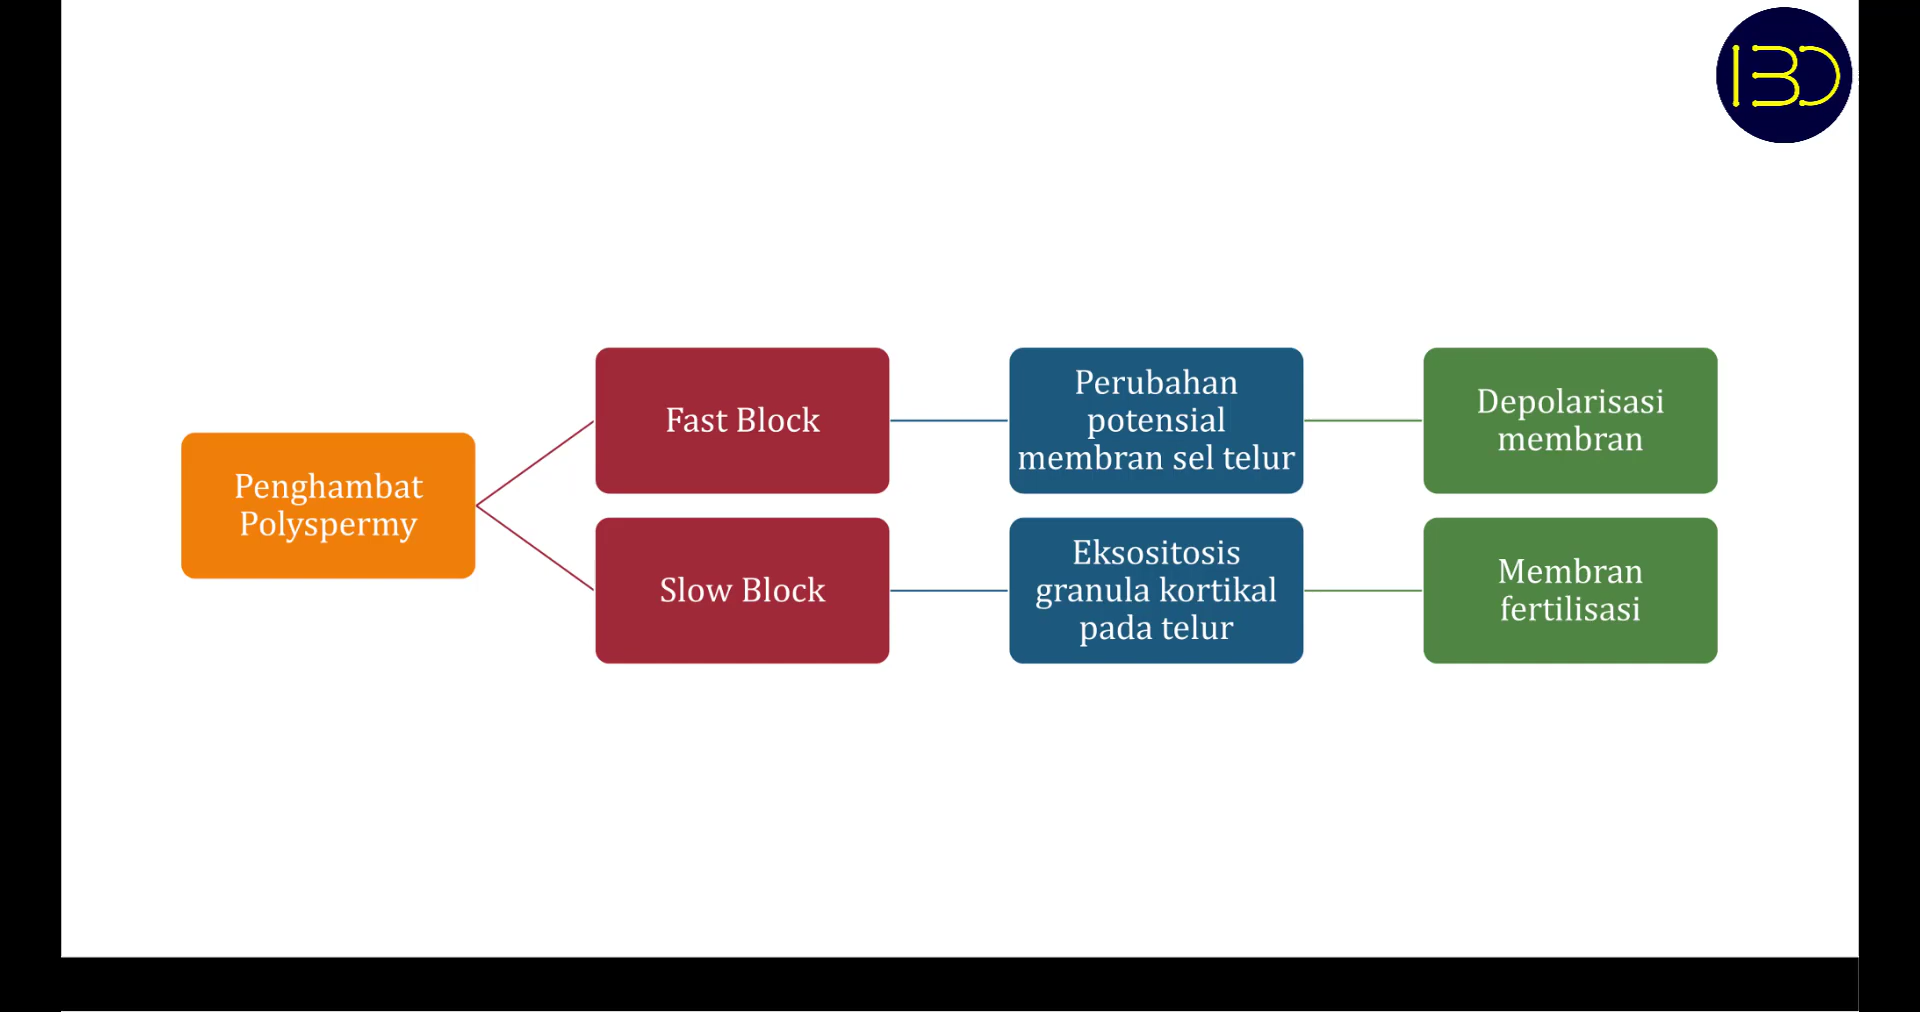 IBD
Penghambat
Polyspermy
Fast Block
Perubahan
potensial
membran sel telur
Depolarisasi
membran
Slow Block
Eksositosis
granula kortikal
pada telur
Membran
fertilisasi